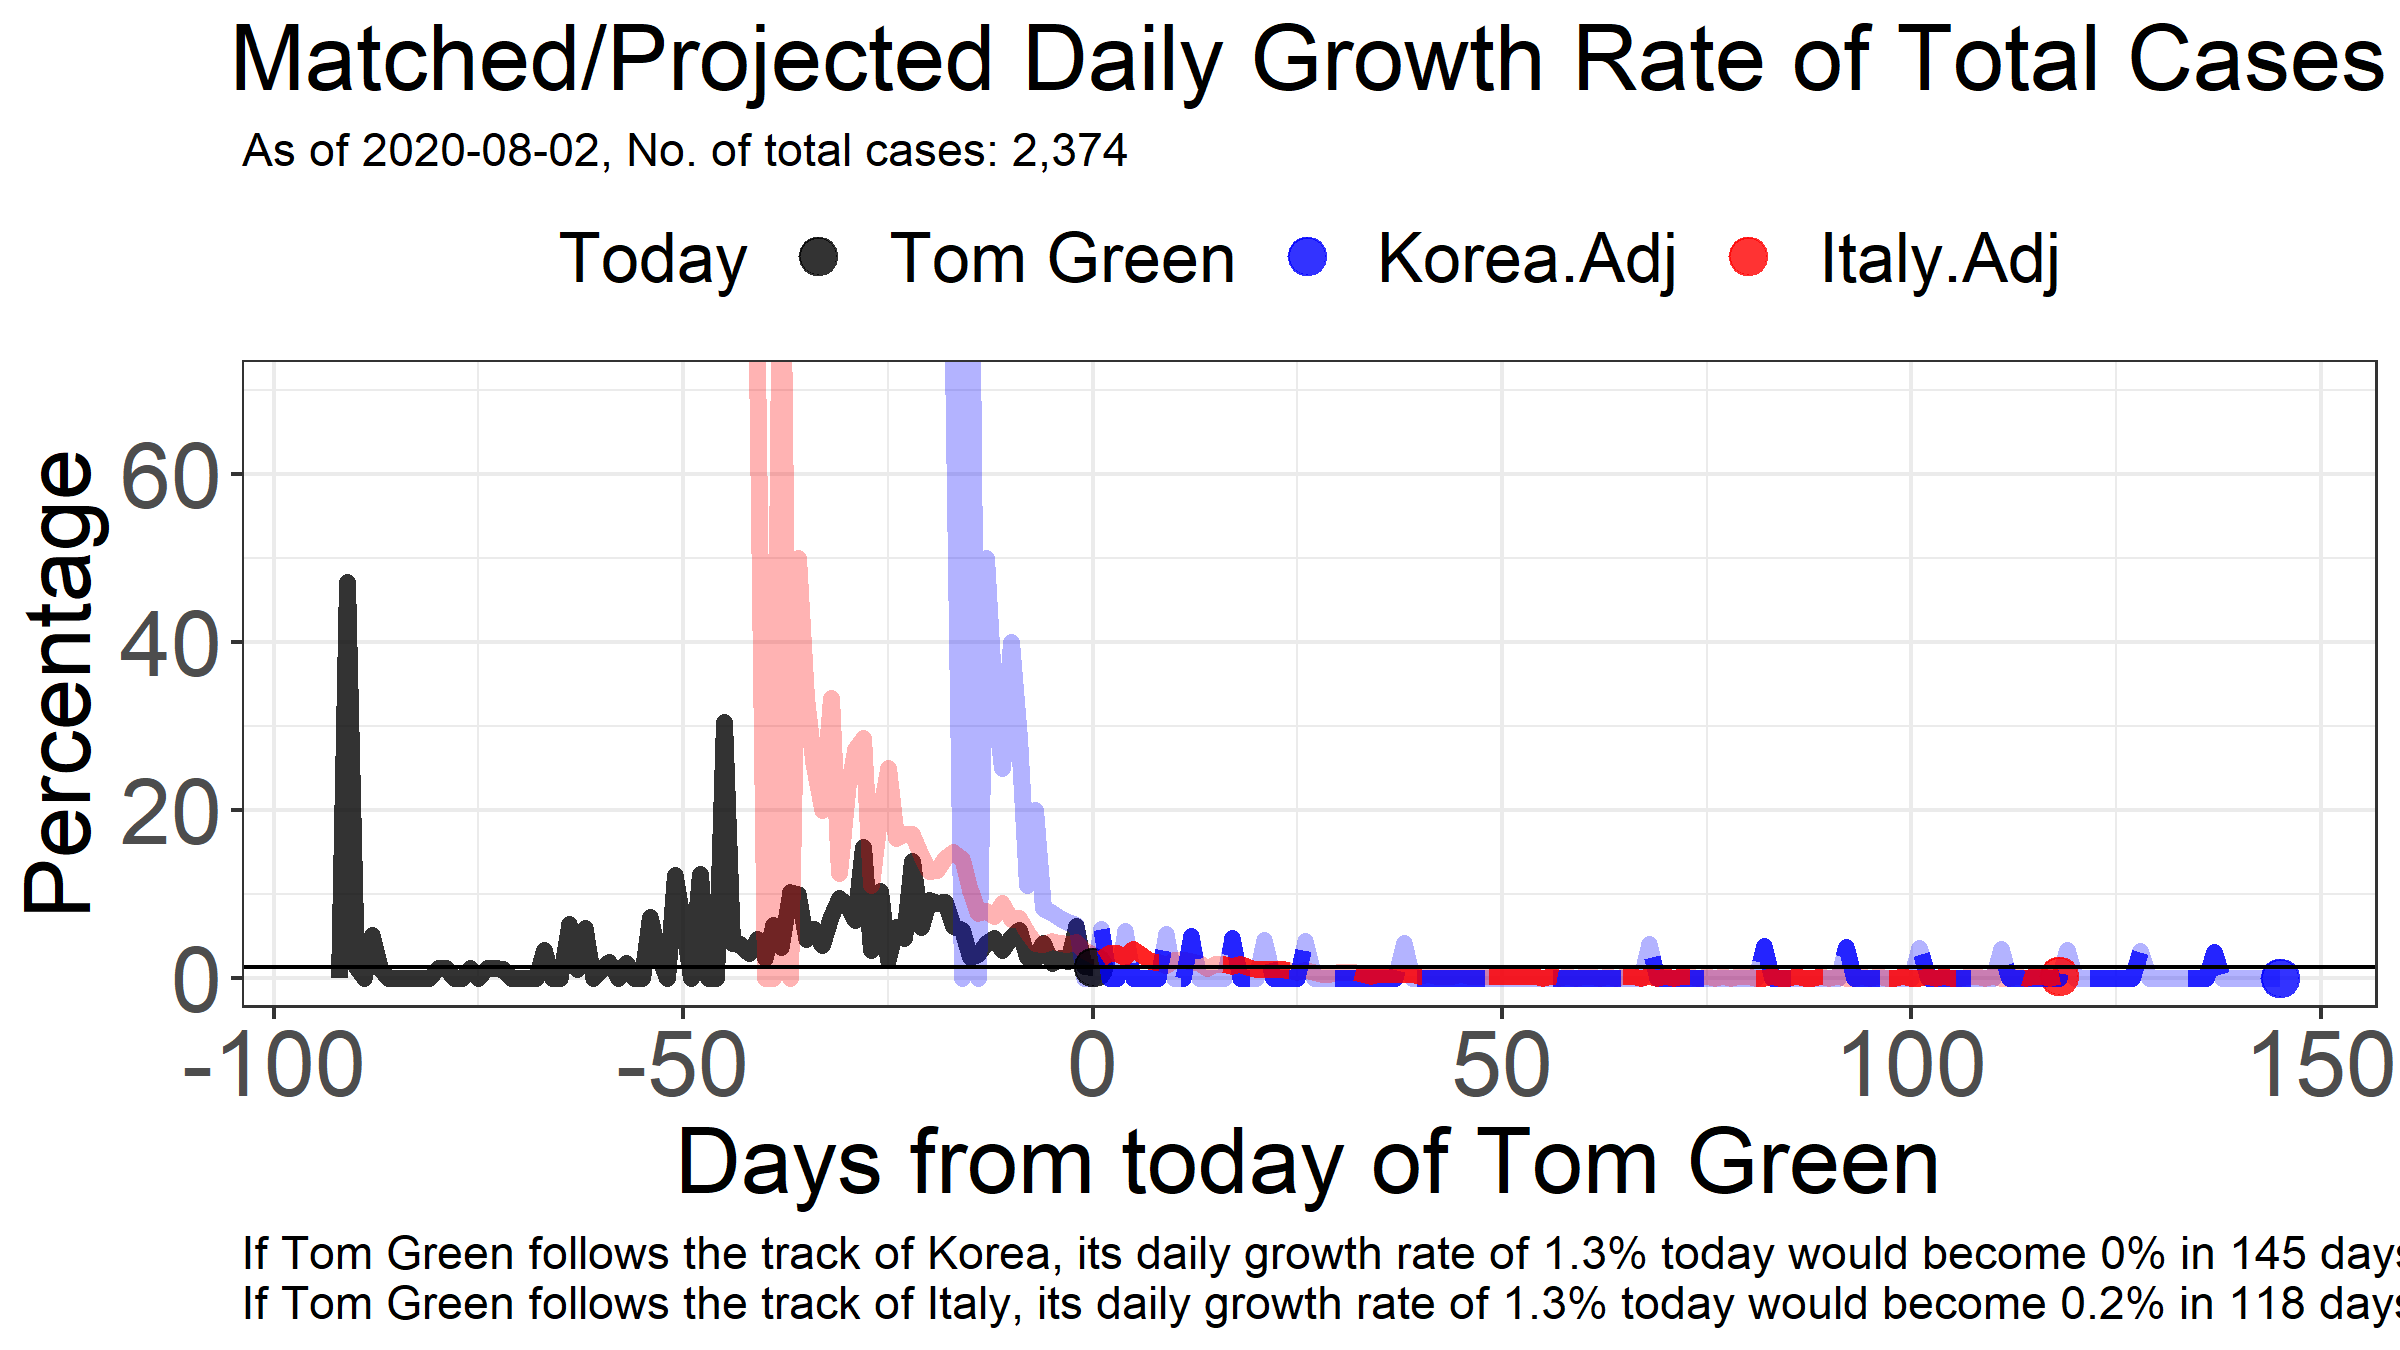 Matched/Projected Daily Growth Rate of Total Cases
As of 2020-08-02, No. of total cases: 2,374
Today Tom Green Korea.Adj Italy.Adj
Percentage
60
40
20
0
-100 -50 0 50 100 150
Days from today of Tom Green
If Tom Green follows the track of Korea, its daily growth rate of 1.3% today would become 0% in 145 days
If Tom Green follows the track of Italy, its daily growth rate of 1.3% today would become 0.2% in 118 days